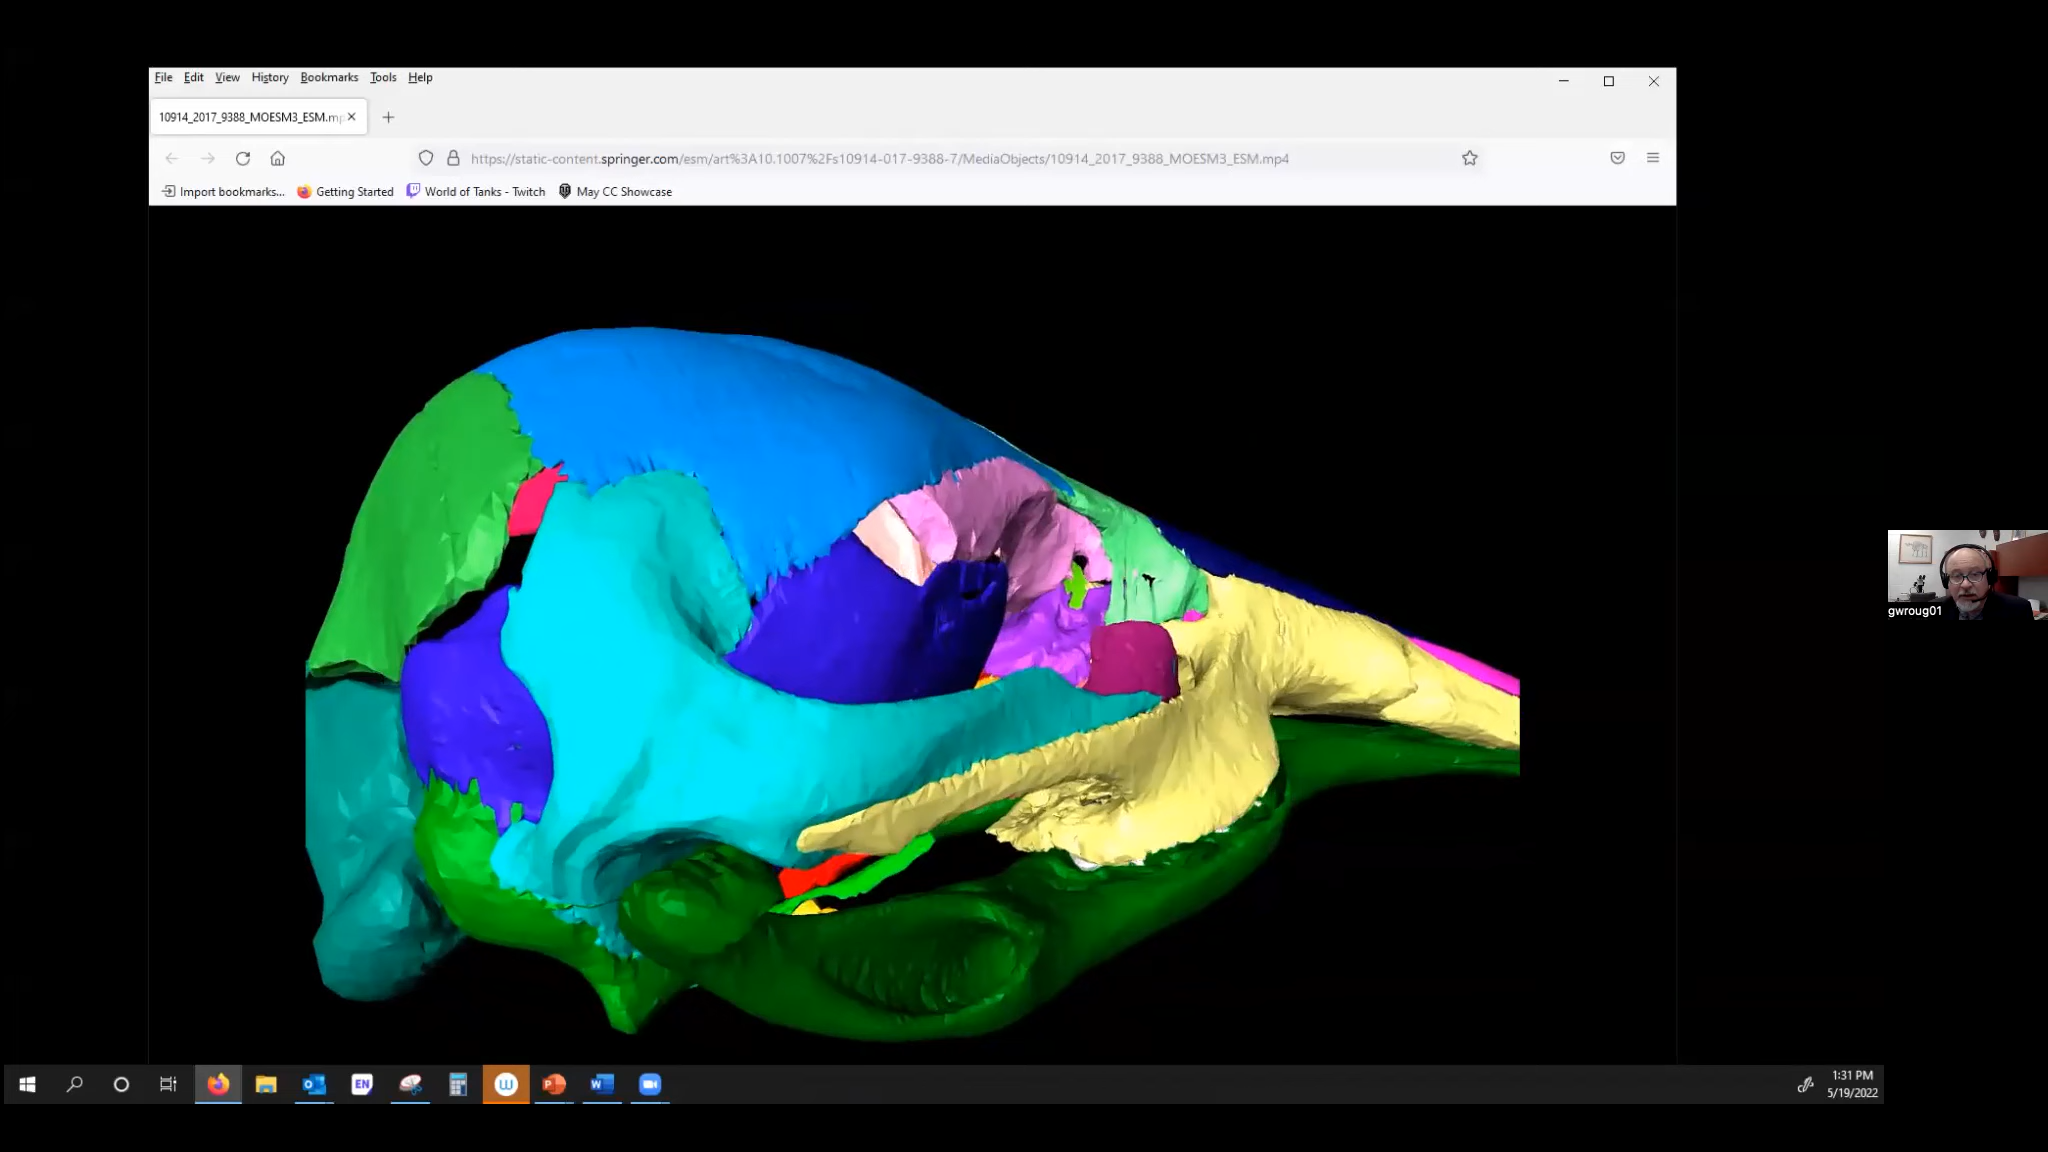 File Edit View History Bookmarks Tools Help
10914_2017_9388_MOESM3_ESM.mp
https://static-content.springer.com/esm/art%3A10.1007%2Fs10914-017-9388-7/MediaObjects/10914_2017_9388_MOESM3_ESM.mp4
Import bookmarks... Getting Started World of Tanks - Twitch May CC Showcase
gwroug01
EN W P W
1:31 PM
5/19/2022